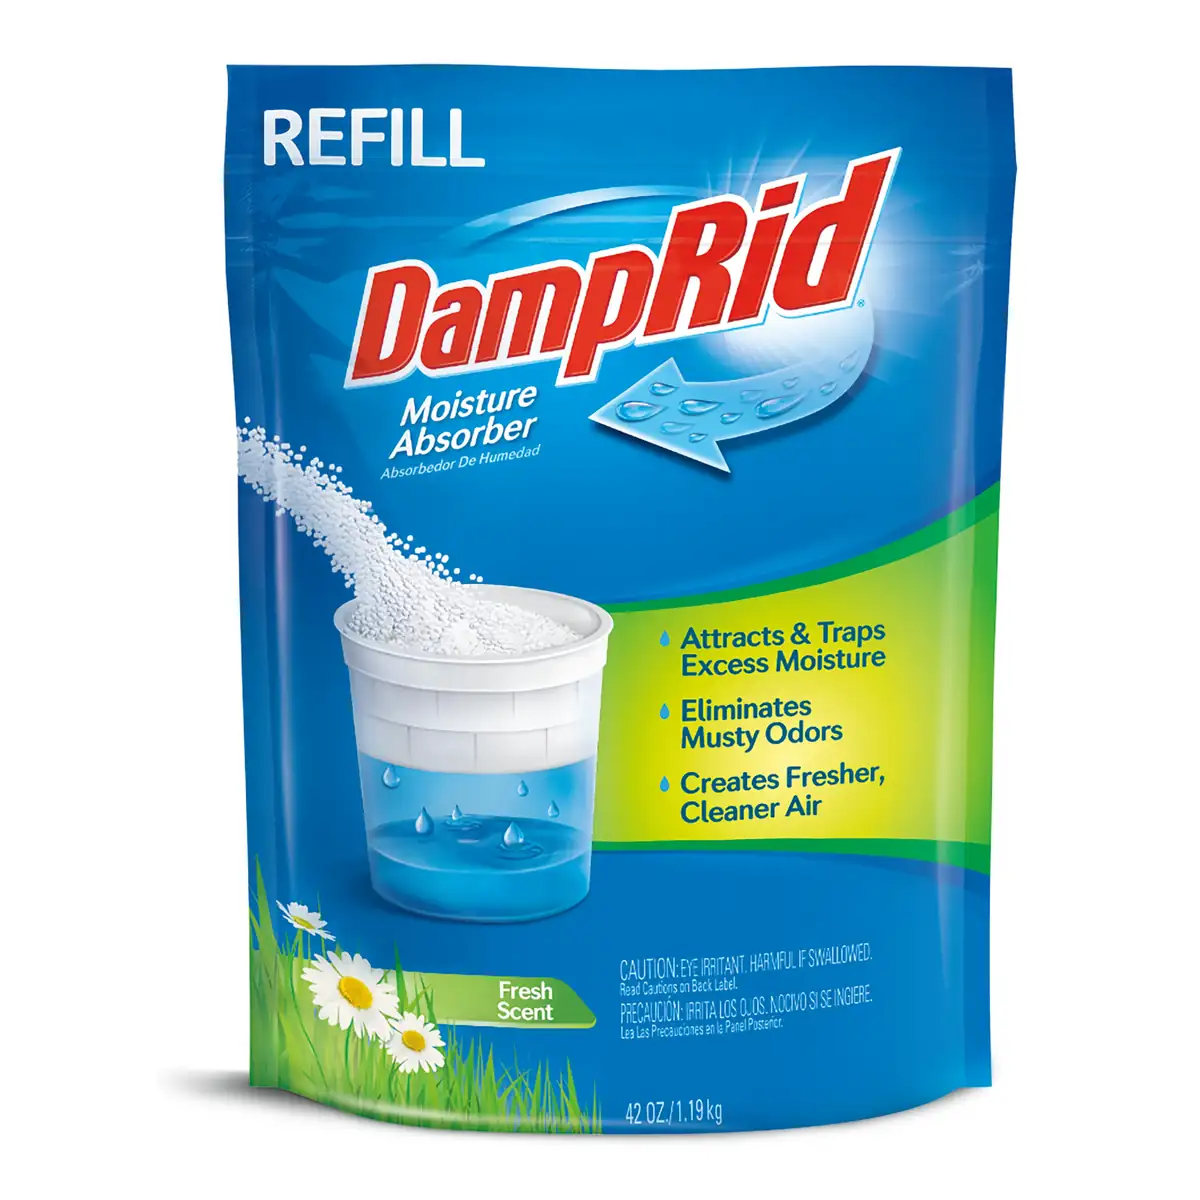 REFILL
DampRid®
Moisture
Absorber
Absorbedor De Humedad
Attracts & Traps
Excess Moisture
Eliminates
Musty Odors
Creates Fresher,
Cleaner Air
Fresh
Scent
CAUTION: EYE IRRITANT. HARMFUL IF SWALLOWED.
Read Cautions on Back Label.
PRECAUCIÓN: IRRITA LOS OJOS. NOCIVO SI SE INGIERE.
Lea Las Precauciones en la Panel Posterior.
42 OZ./1.19kg